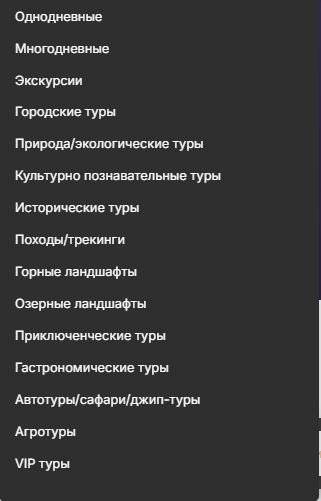 Однодневные
Многодневные
Экскурсии
Городские туры
Природа/экологические туры
Культурно познавательные туры
Исторические туры
Походы/трекинги
Горные ландшафты
Озерные ландшафты
Приключенческие туры
Гастрономические туры
Автотуры/сафари/джип-туры
Агротуры
VIP туры